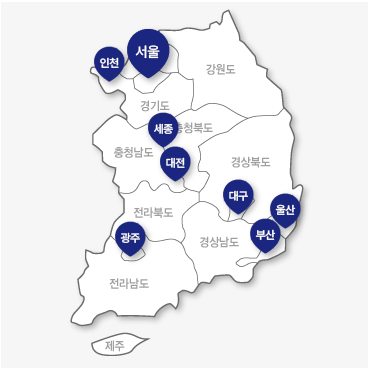 서울
인천
강원도
경기도
세종
충청북도
충청남도
대전
경상북도
대구
전라북도
울산
광주
부산
경상남도
전라남도
제주